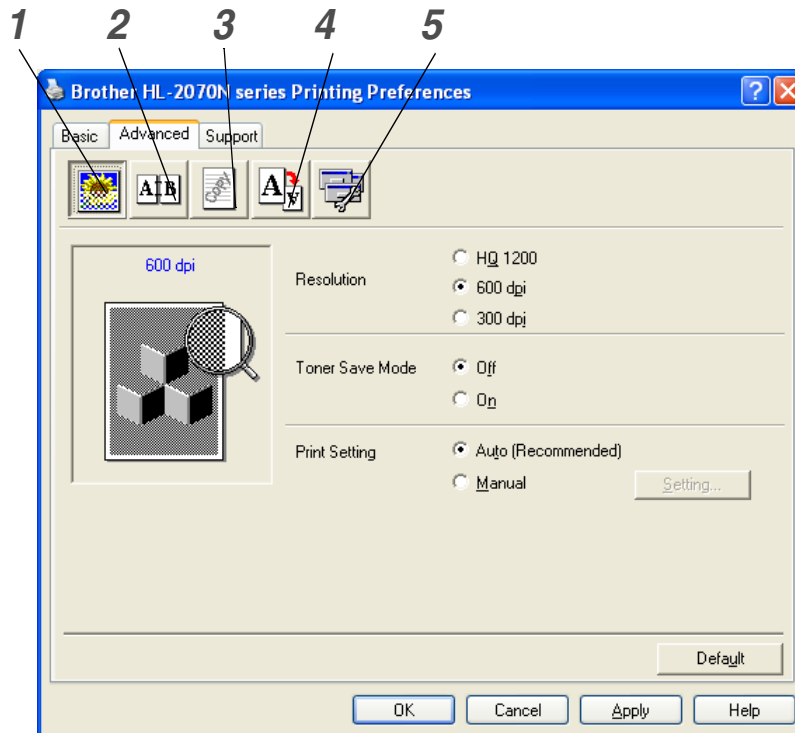 1 2 3 4 5
Brother HL-2070N series Printing Preferences
Basic Advanced Support
A B COPY A A
600 dpi
Resolution
HQ 1200
600 dpi
300 dpi
Toner Save Mode
Off
On
Print Setting
Auto (Recommended)
Manual
Setting...
Default
OK Cancel Apply Help